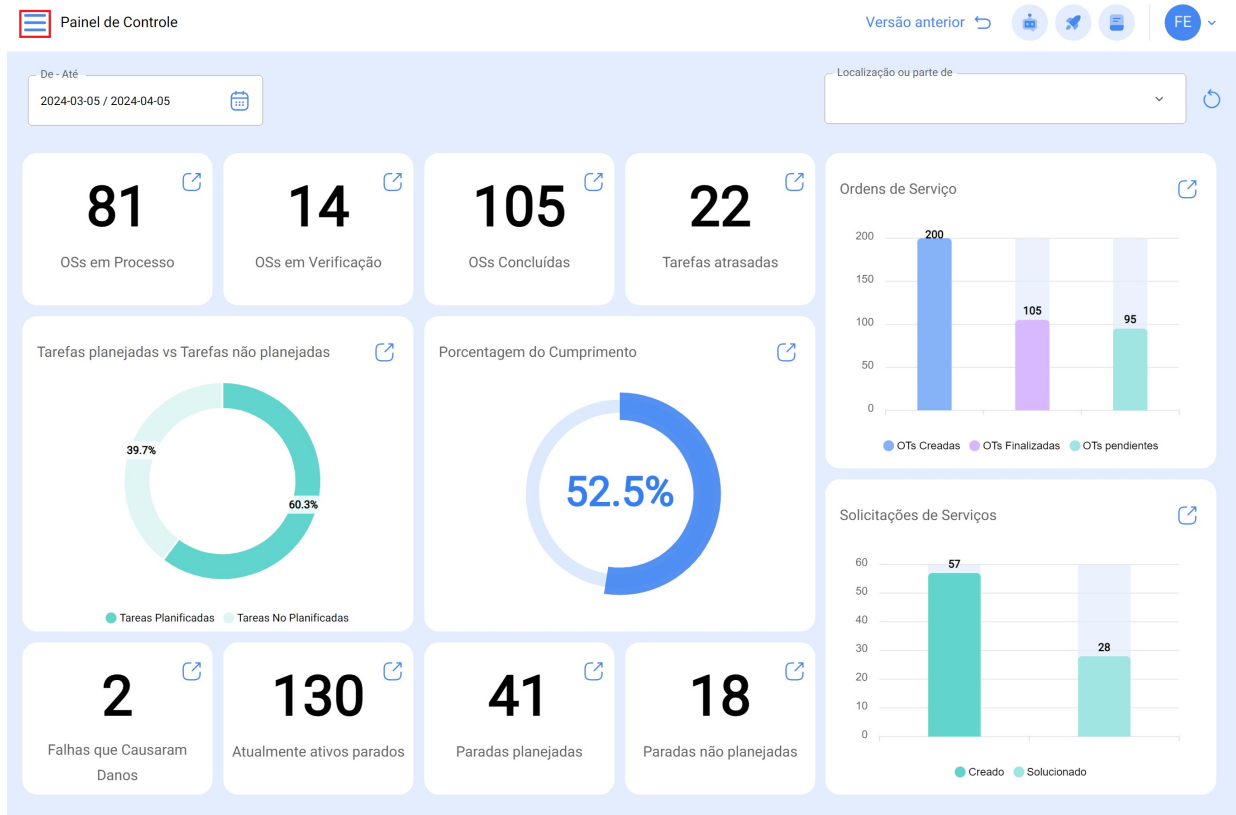 Painel de Controle
Versão anterior
FE
De - Até
2024-03-05 / 2024-04-05
Localização ou parte de
81
OSs em Processo
14
OSs em Verificação
105
OSs Concluídas
22
Tarefas atrasadas
Ordens de Serviço
200
150
100
50
0
200
105
95
OTs Creadas
OTs Finalizadas
OTs pendientes
Tarefas planejadas vs Tarefas não planejadas
39.7%
60.3%
Tareas Planificadas
Tareas No Planificadas
Porcentagem do Cumprimento
52.5%
Solicitações de Serviços
60
50
40
30
20
10
0
57
28
Creado
Solucionado
2
Falhas que Causaram
Danos
130
Atualmente ativos parados
41
Paradas planejadas
18
Paradas não planejadas